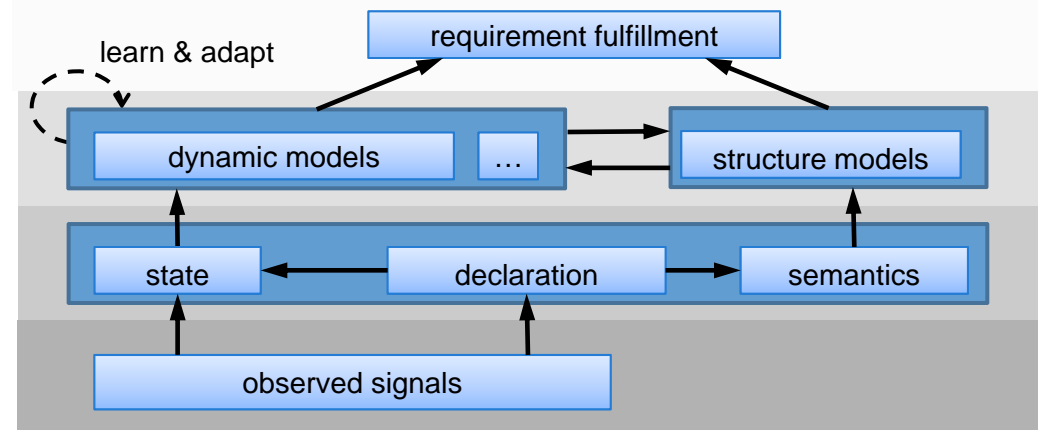 requirement fulfillment
learn & adapt
dynamic models
…
structure models
state
declaration
semantics
observed signals